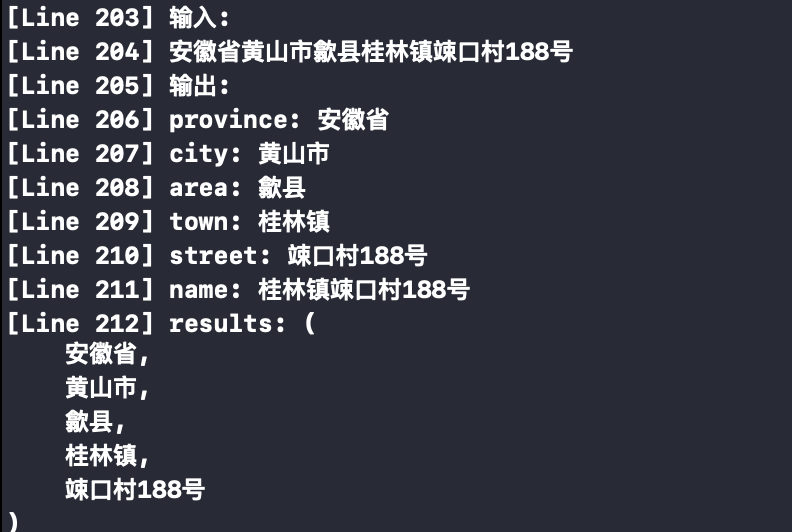 [Line 203] 输入:
[Line 204] 安徽省黄山市歙县桂林镇竦口村188号
[Line 205] 输出:
[Line 206] province: 安徽省
[Line 207] city: 黄山市
[Line 208] area: 歙县
[Line 209] town: 桂林镇
[Line 210] street: 竦口村188号
[Line 211] name: 桂林镇竦口村188号
[Line 212] results: (
安徽省,
黄山市,
歙县,
桂林镇,
竦口村188号
)